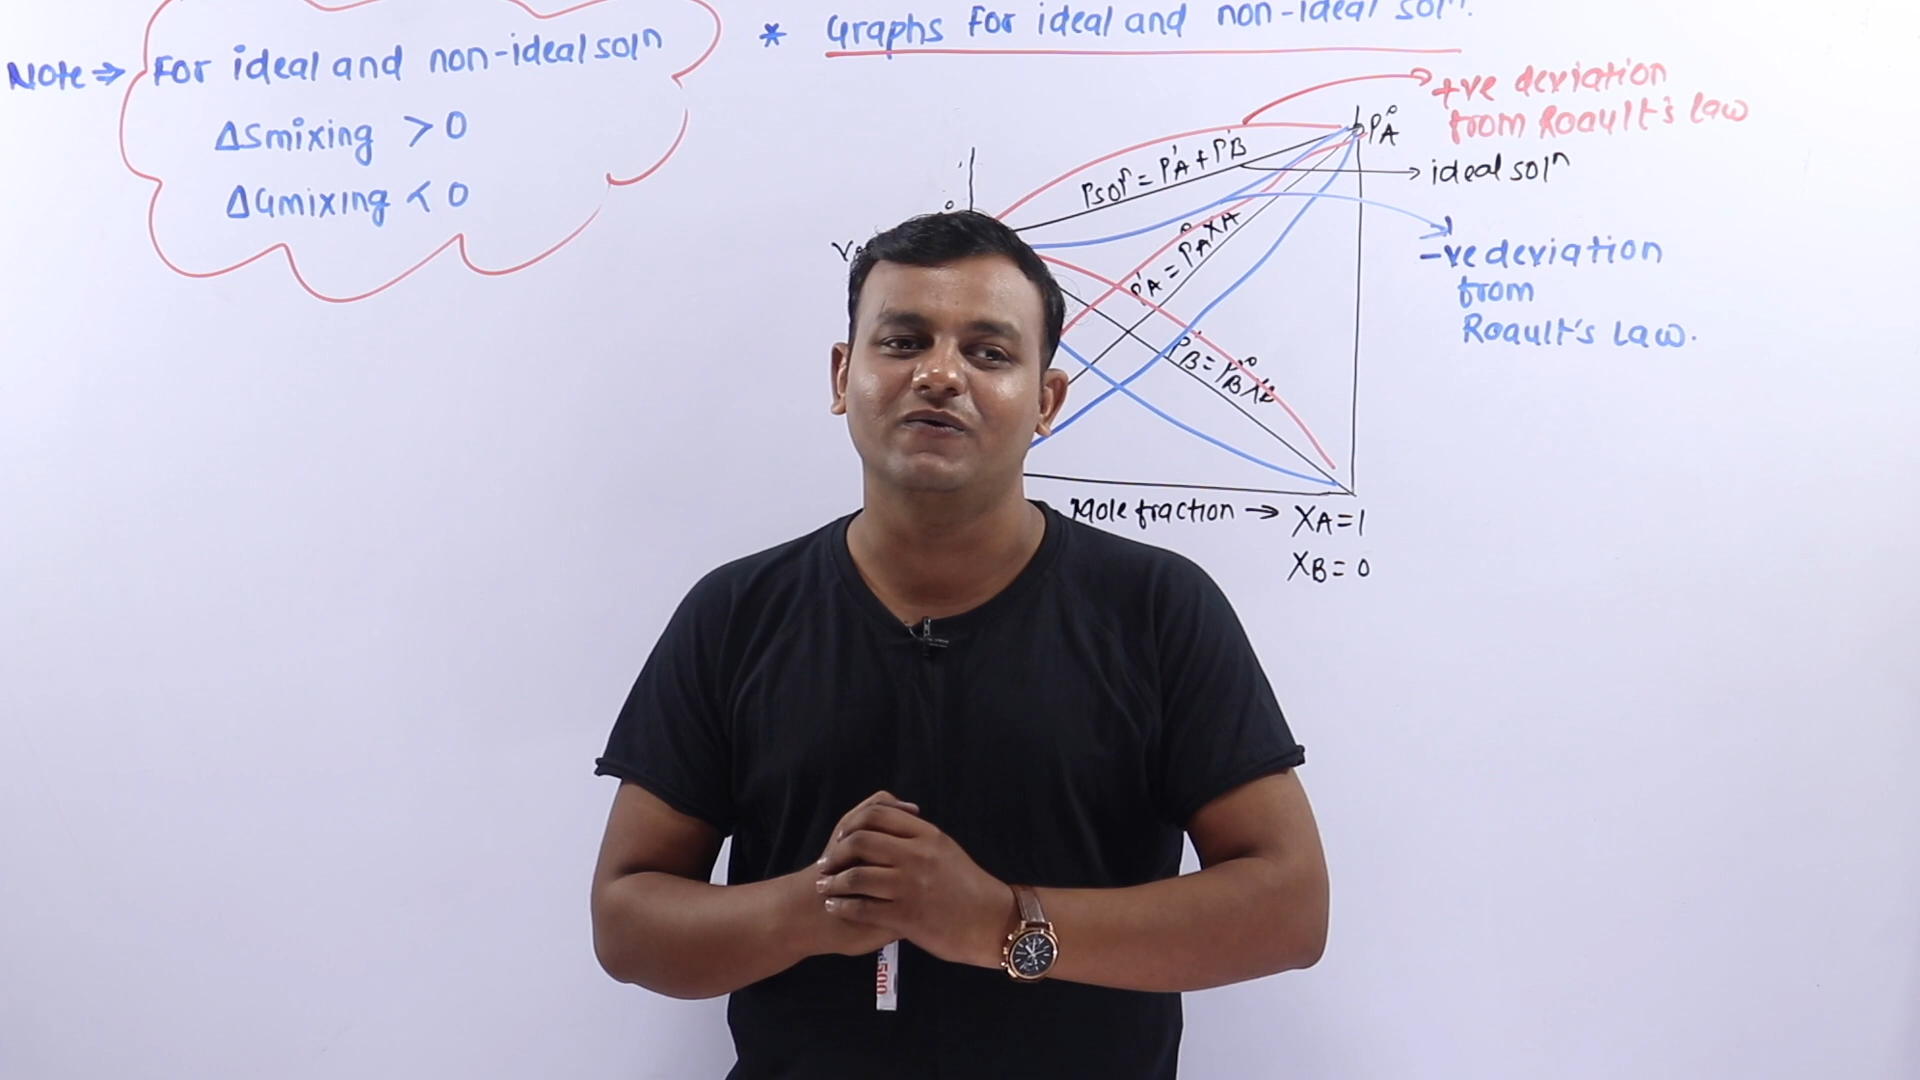 Note ⇒ For ideal and non-ideal solⁿ
ΔSmixing > 0
ΔGmixing < 0
* Graphs For ideal and non-ideal solⁿ.
+ve deviation
from Roault's law
P°A
Psolⁿ = P'A + P'B
ideal solⁿ
P'A = P°A XA
-ve deviation
from
Roault's Law.
P'B = P°B XB
Mole fraction → XA = 1
XB = 0
500